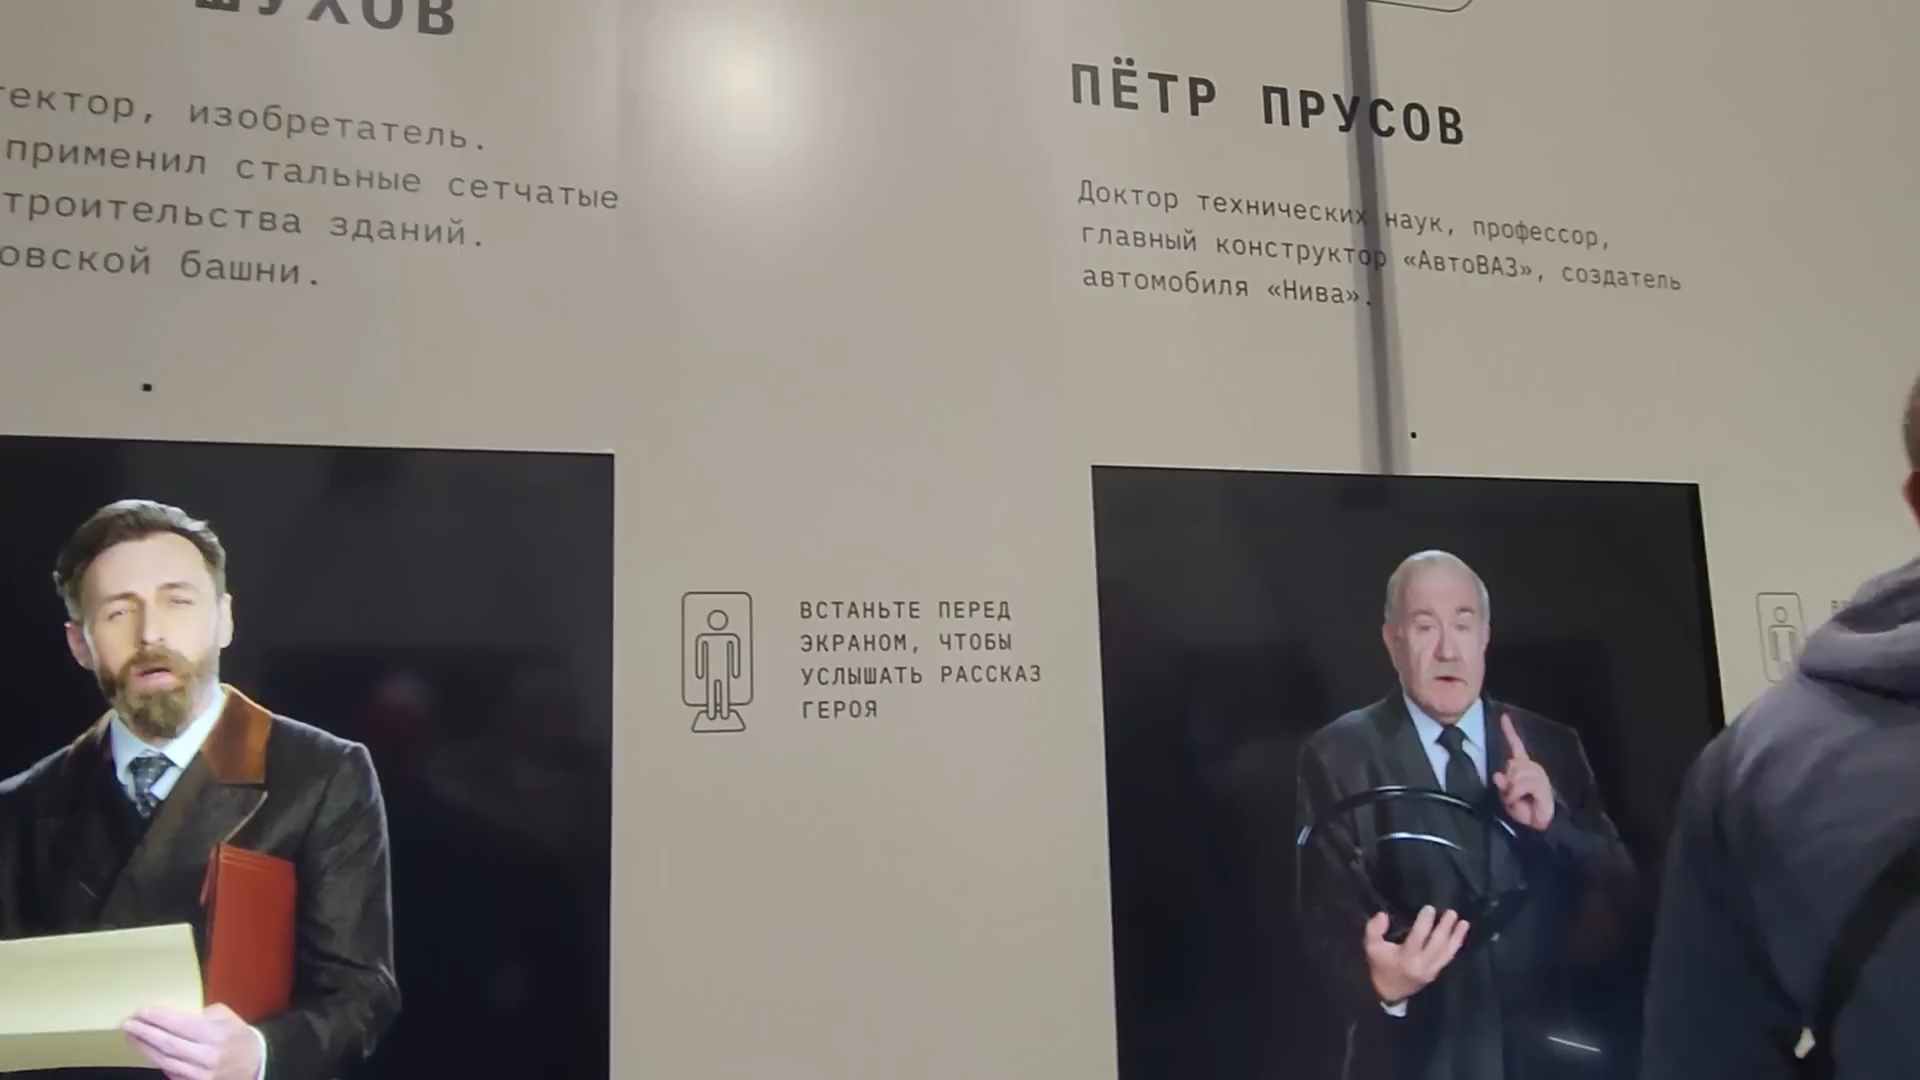 ШУХОВ
тектор, изобретатель.
применил стальные сетчатые
троительства зданий.
овской башни.
ПЁТР ПРУСОВ
Доктор технических наук, профессор,
главный конструктор «АвтоВАЗ», создатель
автомобиля «Нива».
ВСТАНЬТЕ ПЕРЕД
ЭКРАНОМ, ЧТОБЫ
УСЛЫШАТЬ РАССКАЗ
ГЕРОЯ